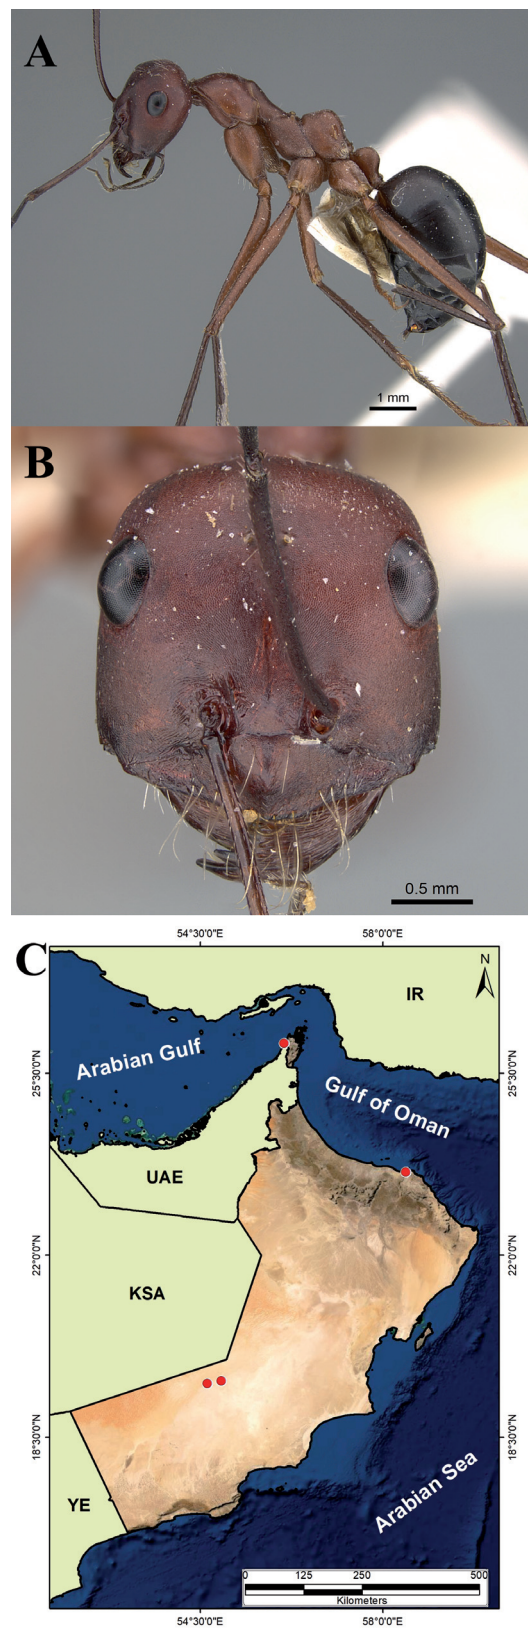 A
1 mm
B
0.5 mm
C
54°30'0"E 58°0'0"E
N
IR
Arabian Gulf
25°30'0"N
25°30'0"N
Gulf of Oman
UAE
22°0'0"N
22°0'0"N
KSA
18°30'0"N
18°30'0"N
YE
Arabian Sea
0 125 250 500
Kilometers
54°30'0"E 58°0'0"E